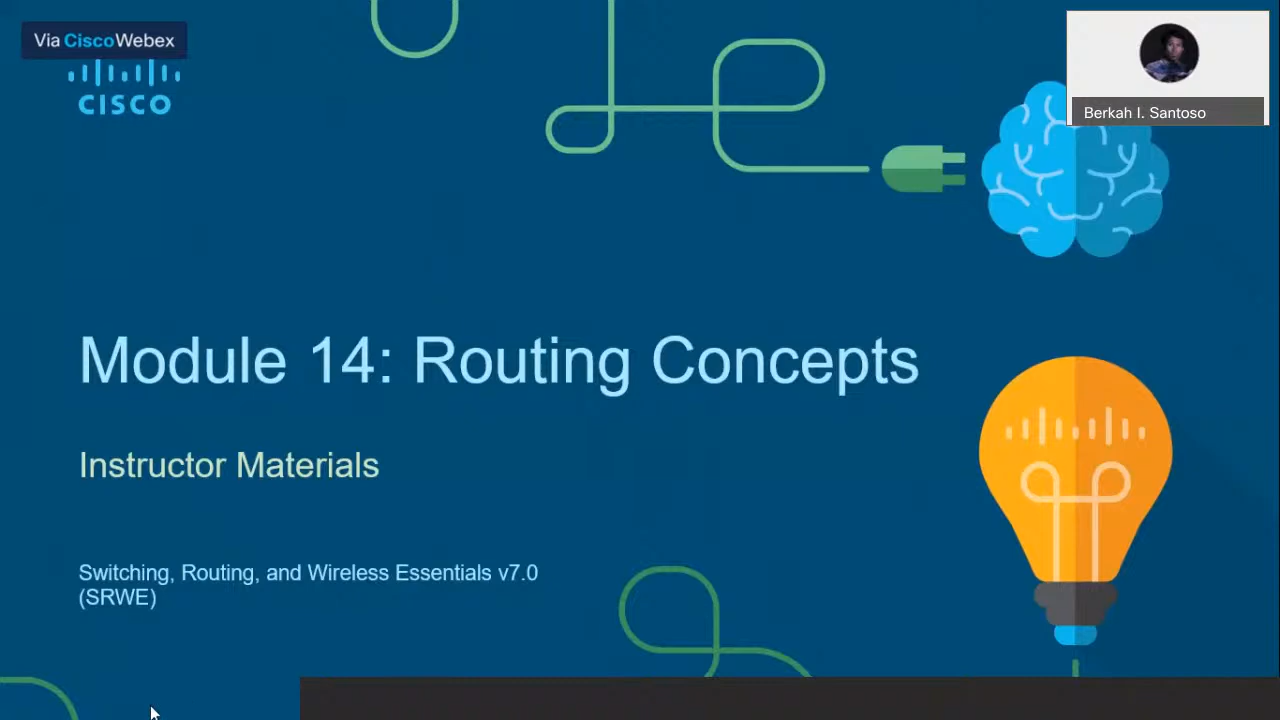 Via CiscoWebex
CISCO
Berkah I. Santoso
Module 14: Routing Concepts
Instructor Materials
Switching, Routing, and Wireless Essentials v7.0
(SRWE)